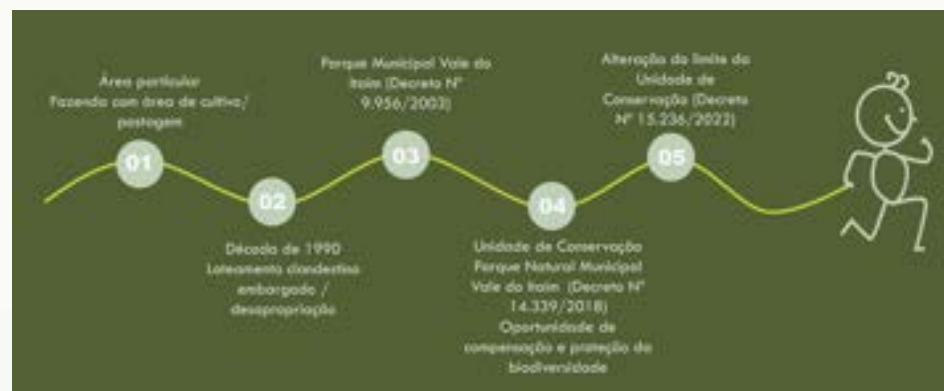 Área particular
Fazenda com área de cultivo/
pastagem
01
Década de 1990
Loteamento clandestino
embargado /
desapropriação
02
Parque Municipal Vale do
Itaim (Decreto Nº
9.956/2003)
03
Unidade de Conservação
Parque Natural Municipal
Vale do Itaim (Decreto Nº
14.339/2018)
Oportunidade de
compensação e proteção da
biodiversidade
04
Alteração do limite da
Unidade de
Conservação (Decreto
Nº 15.236/2022)
05